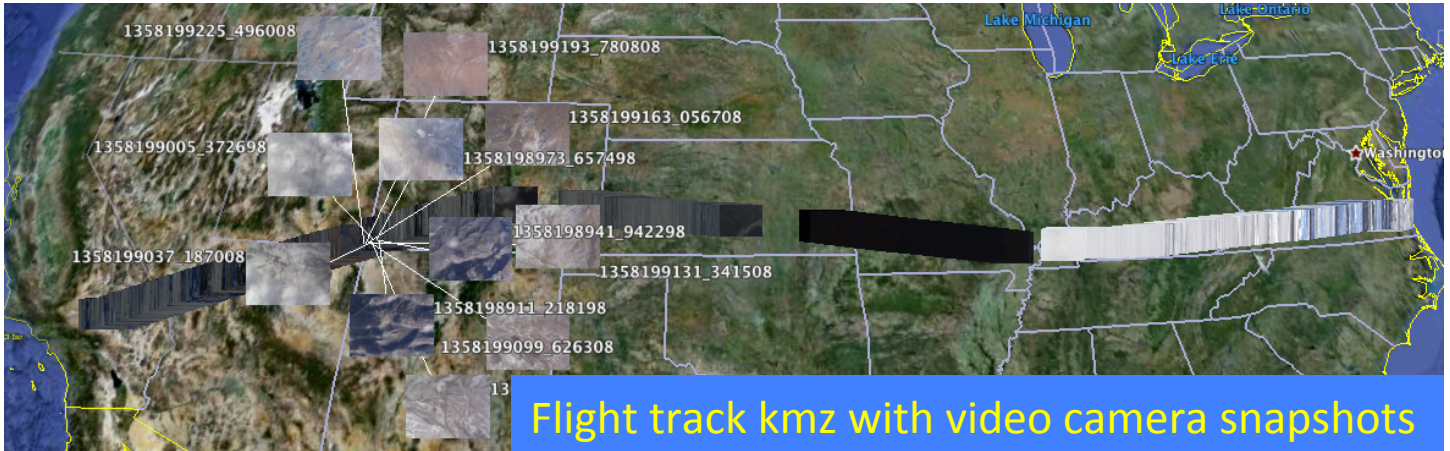 Lake Ontario
Lake Michigan
1358199225_496008
1358199193_780808
Lake Erie
1358199163_056708
1358199005_372698
1358198973_657498
Washington
1358198941_942298
1358199037_187008
1358199131_341508
1358198911_218198
1358199099_626308
13
Flight track kmz with video camera snapshots